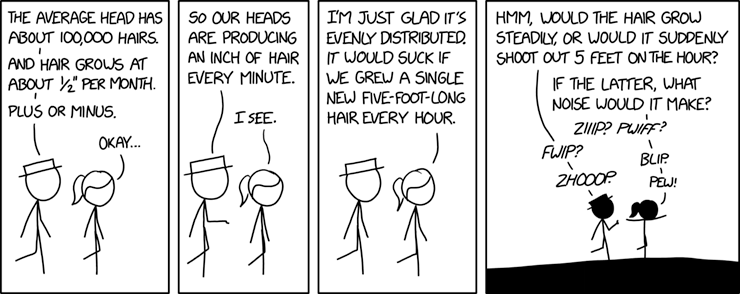 THE AVERAGE HEAD HAS
ABOUT 100,000 HAIRS.
AND HAIR GROWS AT
ABOUT ½" PER MONTH.
PLUS OR MINUS.
OKAY...
SO OUR HEADS
ARE PRODUCING
AN INCH OF HAIR
EVERY MINUTE.
I SEE.
I'M JUST GLAD IT'S
EVENLY DISTRIBUTED.
IT WOULD SUCK IF
WE GREW A SINGLE
NEW FIVE-FOOT-LONG
HAIR EVERY HOUR.
HMM, WOULD THE HAIR GROW
STEADILY, OR WOULD IT SUDDENLY
SHOOT OUT 5 FEET ON THE HOUR?
IF THE LATTER, WHAT
NOISE WOULD IT MAKE?
ZIIIP? PWIFF?
FWIP?
BLIP.
ZHOOOP.
PEW!